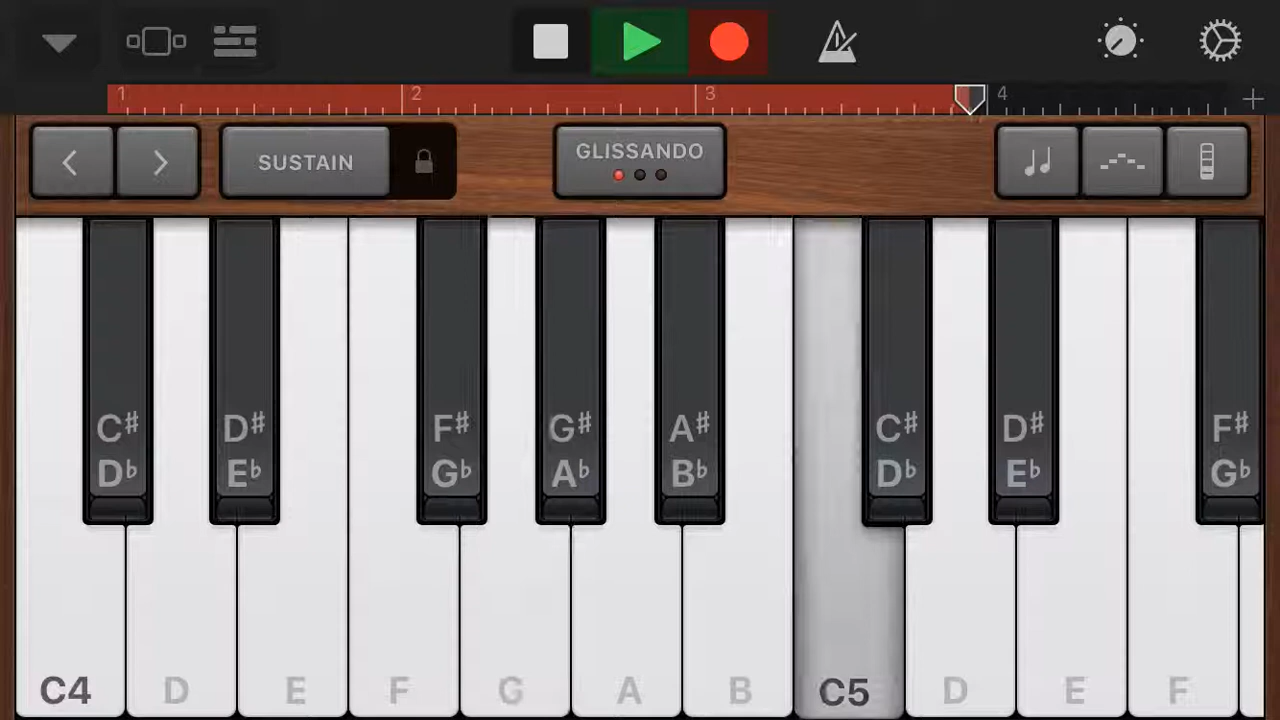 1 2 3 4
SUSTAIN
GLISSANDO
C♯ D♯ F♯ G♯ A♯ C♯ D♯ F♯
D♭ E♭ G♭ A♭ B♭ D♭ E♭ G♭
C4 D E F G A B C5 D E F